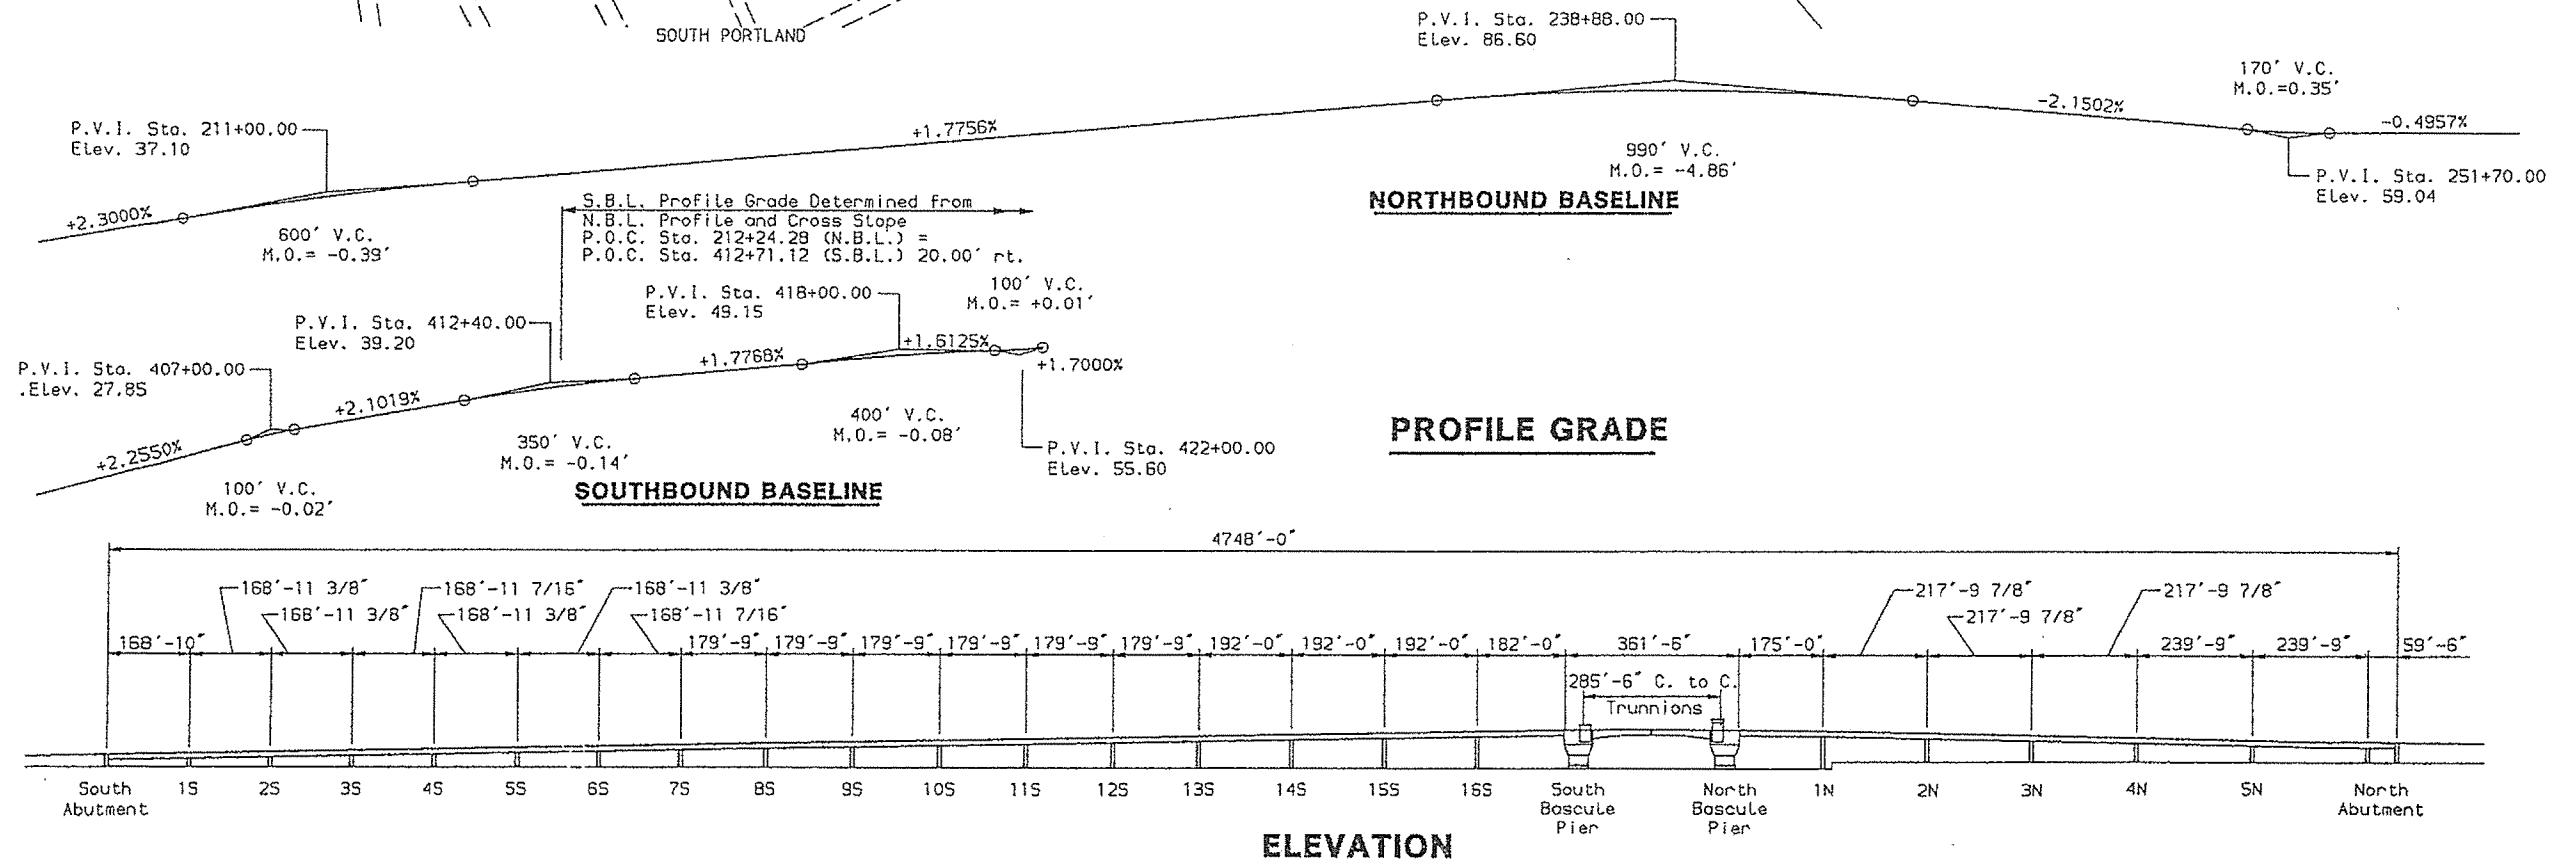 SOUTH PORTLAND
P.V.I. Sta. 238+88.00
Elev. 86.60
170' V.C.
M.O.=0.35'
-2.1502%
-0.4957%
P.V.I. Sta. 251+70.00
Elev. 59.04
+1.7756%
990' V.C.
M.O.= -4.86'
NORTHBOUND BASELINE
P.V.I. Sta. 211+00.00
Elev. 37.10
+2.3000%
600' V.C.
M.O.= -0.39'
S.B.L. Profile Grade Determined from
N.B.L. Profile and Cross Slope
P.O.C. Sta. 212+24.28 (N.B.L.) =
P.O.C. Sta. 412+71.12 (S.B.L.) 20.00' rt.
100' V.C.
M.O.= +0.01'
P.V.I. Sta. 418+00.00
Elev. 49.15
P.V.I. Sta. 412+40.00
Elev. 39.20
P.V.I. Sta. 407+00.00
.Elev. 27.85
+1.6125%
+1.7768%
+1.7000%
+2.1019%
+2.2550%
400' V.C.
M.O.= -0.08'
350' V.C.
M.O.= -0.14'
P.V.I. Sta. 422+00.00
Elev. 55.60
100' V.C.
M.O.= -0.02'
SOUTHBOUND BASELINE
PROFILE GRADE
4748'-0"
168'-11 3/8" 168'-11 7/16" 168'-11 3/8" 217'-9 7/8" 217'-9 7/8"
168'-11 3/8" 168'-11 3/8" 168'-11 7/16" 217'-9 7/8"
168'-10" 179'-9" 179'-9" 179'-9" 179'-9" 179'-9" 179'-9" 192'-0" 192'-0" 192'-0" 182'-0" 361'-6" 175'-0" 239'-9" 239'-9" 59'-6"
285'-6" C. to C.
Trunnions
South Abutment 1S 2S 3S 4S 5S 6S 7S 8S 9S 10S 11S 12S 13S 14S 15S 16S South Bascule Pier North Bascule Pier 1N 2N 3N 4N 5N North Abutment
ELEVATION